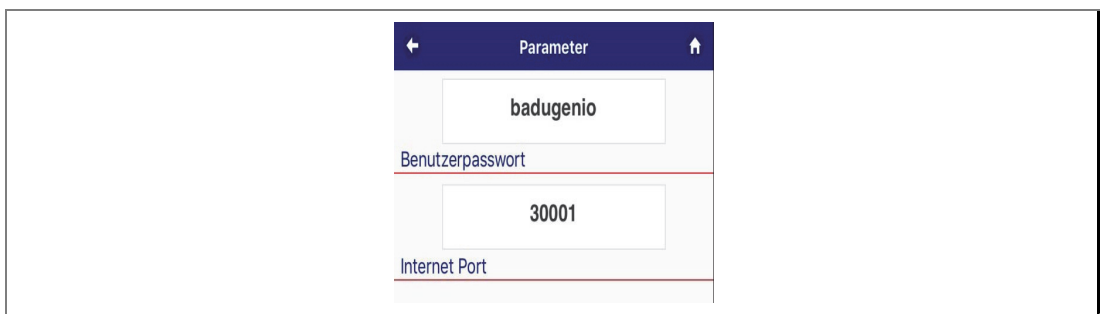 Parameter
badugenio
Benutzerpasswort
30001
Internet Port